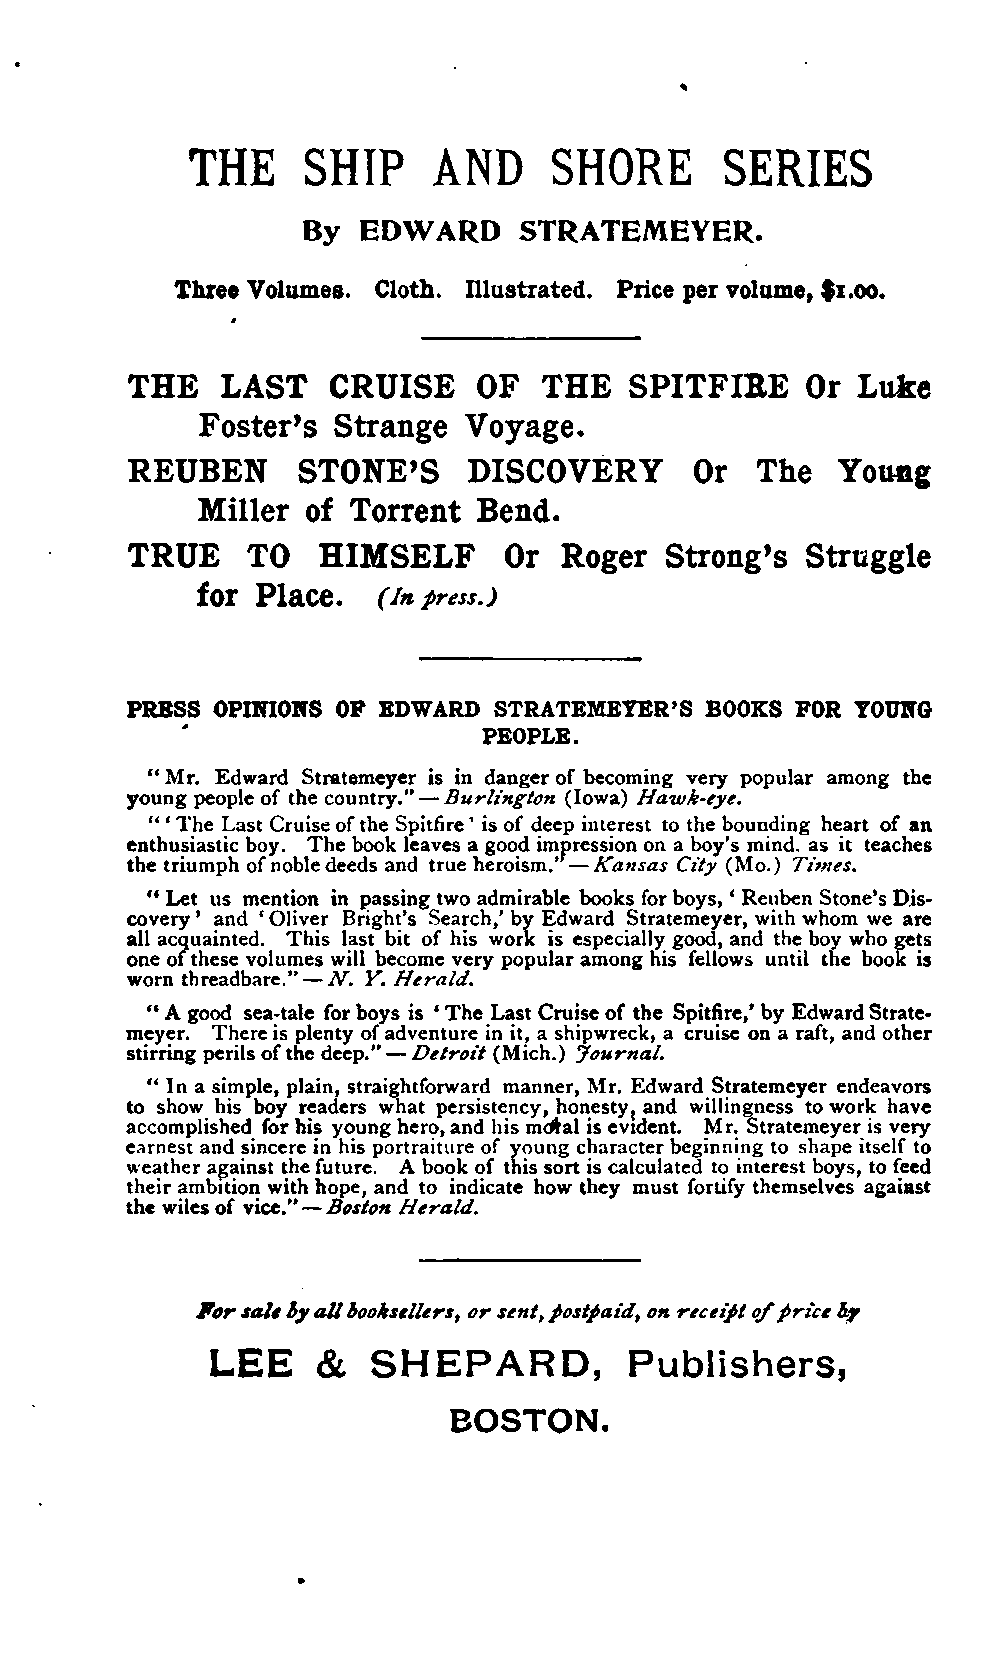 THE SHIP AND SHORE SERIES
By EDWARD STRATEMEYER.
Three Volumes. Cloth. Illustrated. Price per volume, $1.00.
THE LAST CRUISE OF THE SPITFIRE Or Luke
Foster's Strange Voyage.
REUBEN STONE'S DISCOVERY Or The Young
Miller of Torrent Bend.
TRUE TO HIMSELF Or Roger Strong's Struggle
for Place. (In press.)
PRESS OPINIONS OF EDWARD STRATEMEYER'S BOOKS FOR YOUNG
PEOPLE.
"Mr. Edward Stratemeyer is in danger of becoming very popular among the
young people of the country." — Burlington (Iowa) Hawk-eye.
"'The Last Cruise of the Spitfire' is of deep interest to the bounding heart of an
enthusiastic boy. The book leaves a good impression on a boy's mind, as it teaches
the triumph of noble deeds and true heroism." — Kansas City (Mo.) Times.
"Let us mention in passing two admirable books for boys, 'Reuben Stone's Dis-
covery' and 'Oliver Bright's Search,' by Edward Stratemeyer, with whom we are
all acquainted. This last bit of his work is especially good, and the boy who gets
one of these volumes will become very popular among his fellows until the book is
worn threadbare." — N. Y. Herald.
"A good sea-tale for boys is 'The Last Cruise of the Spitfire,' by Edward Strate-
meyer. There is plenty of adventure in it, a shipwreck, a cruise on a raft, and other
stirring perils of the deep." — Detroit (Mich.) Journal.
"In a simple, plain, straightforward manner, Mr. Edward Stratemeyer endeavors
to show his boy readers what persistency, honesty, and willingness to work have
accomplished for his young hero, and his moral is evident. Mr. Stratemeyer is very
earnest and sincere in his portraiture of young character beginning to shape itself to
weather against the future. A book of this sort is calculated to interest boys, to feed
their ambition with hope, and to indicate how they must fortify themselves against
the wiles of vice." — Boston Herald.
For sale by all booksellers, or sent, postpaid, on receipt of price by
LEE & SHEPARD, Publishers,
BOSTON.